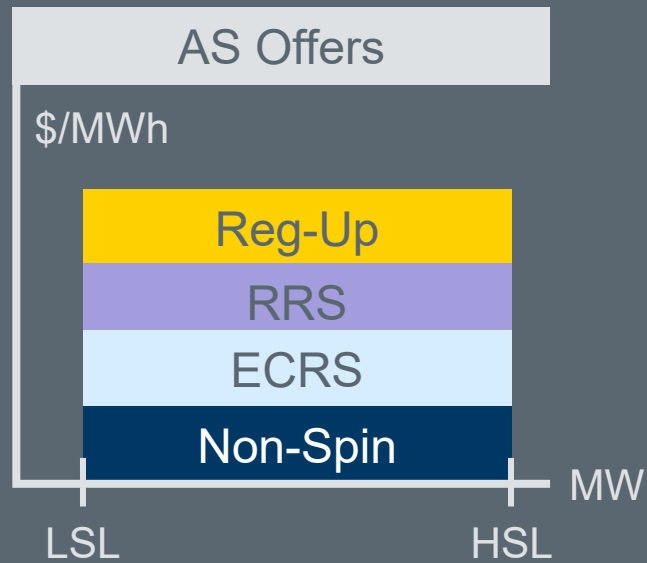 AS Offers
$/MWh
Reg-Up
RRS
ECRS
Non-Spin
MW
LSL
HSL